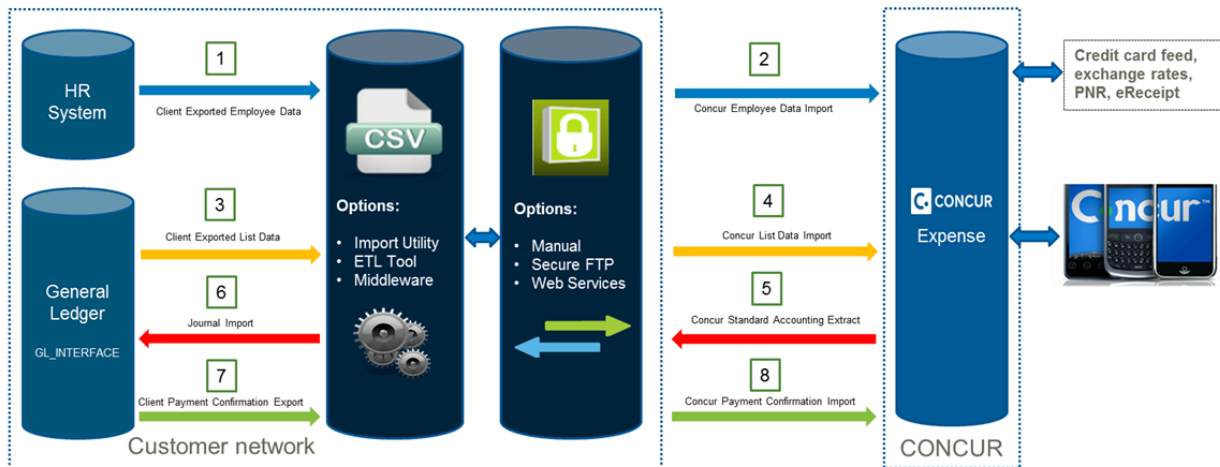 HR
System
1
Client Exported Employee Data
General
Ledger
GL_INTERFACE
3
Client Exported List Data
6
Journal Import
7
Client Payment Confirmation Export
Customer network
CSV
Options:
• Import Utility
• ETL Tool
• Middleware
Options:
• Manual
• Secure FTP
• Web Services
2
Concur Employee Data Import
4
Concur List Data Import
5
Concur Standard Accounting Extract
8
Concur Payment Confirmation Import
C. CONCUR
Expense
CONCUR
Credit card feed,
exchange rates,
PNR, eReceipt
Concur™